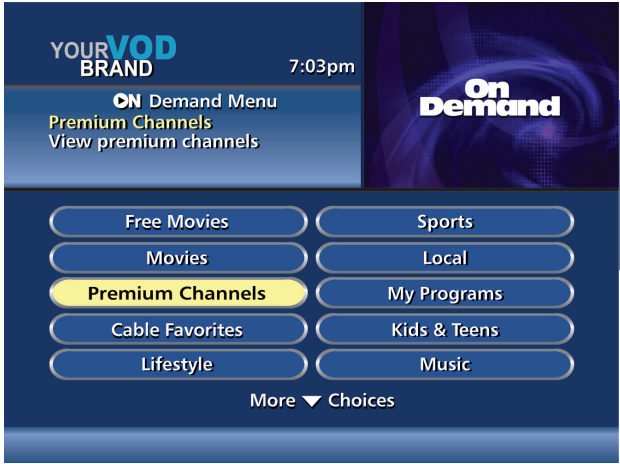 YOUR VOD
BRAND
7:03pm
ON Demand Menu
Premium Channels
View premium channels
On
Demand
Free Movies
Sports
Movies
Local
Premium Channels
My Programs
Cable Favorites
Kids & Teens
Lifestyle
Music
More Choices